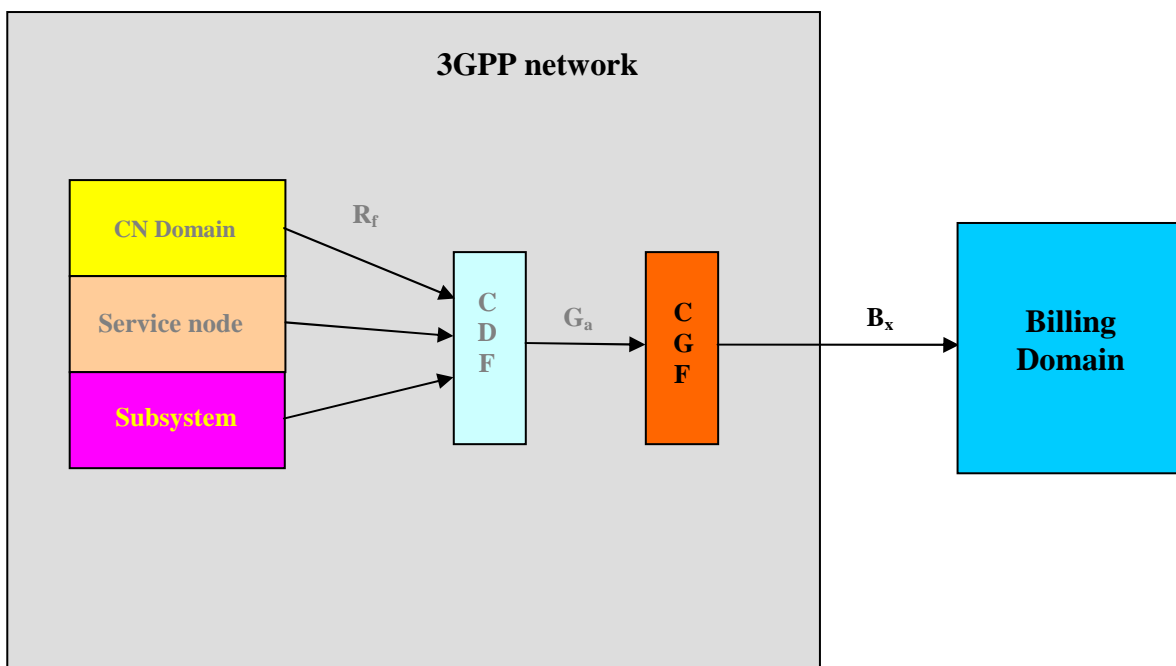 3GPP network
CN Domain
Service node
Subsystem
Rf
C
D
F
Ga
C
G
F
Bx
Billing
Domain